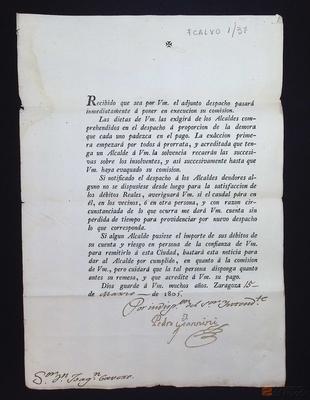 FCALVO 1/37
Recibido que sea por Vm. el adjunto despacho pasará
inmediatamente á poner en execucion su comision.
Las dietas de Vm. las exigirá de los Alcaldes com-
prehendidos en el despacho á proporcion de la demora
que cada uno padezca en el pago. La exâccion prime-
ra empezará por todos á prorrata, y acreditada que ten-
ga un Alcalde á Vm. la solvencia recaerán las succesi-
vas sobre los insolventes, y así succesivamente hasta que
Vm. haya evaquado su comision.
Si notificado el despacho á los Alcaldes deudores al-
guno no se dispusiese desde luego para la satisfaccion de
los débitos Reales, averiguará Vm. si el caudal pára en
él, en los vecinos, ó en otra persona, y con razon cir-
cunstanciada de lo que ocurra me dará Vm. cuenta sin
perdida de tiempo para providenciar por nuevo despacho
lo que corresponda.
Si algun Alcalde pusiese el importe de sus débitos de
su cuenta y riesgo en persona de la confianza de Vm.
para remitirlo á esta Ciudad, bastará esta noticia para
dar al Alcalde por cumplido, en quanto á la comision
de Vm., pero cuidará que la tal persona disponga quanto
antes su remesa, y que acredite á Vm. su pago.
Dios guarde á Vm. muchos años. Zaragoza 15
de Marzo de 1805.
Pedro Giannini